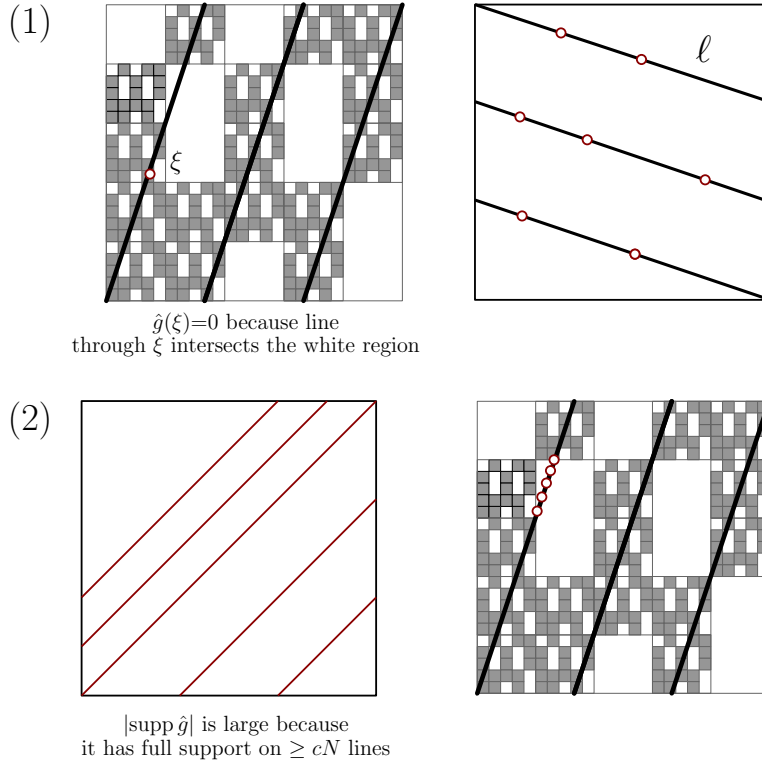 (1)
ℓ
ξ
ĝ(ξ)=0 because line
through ξ intersects the white region
(2)
|supp ĝ| is large because
it has full support on ≥ cN lines